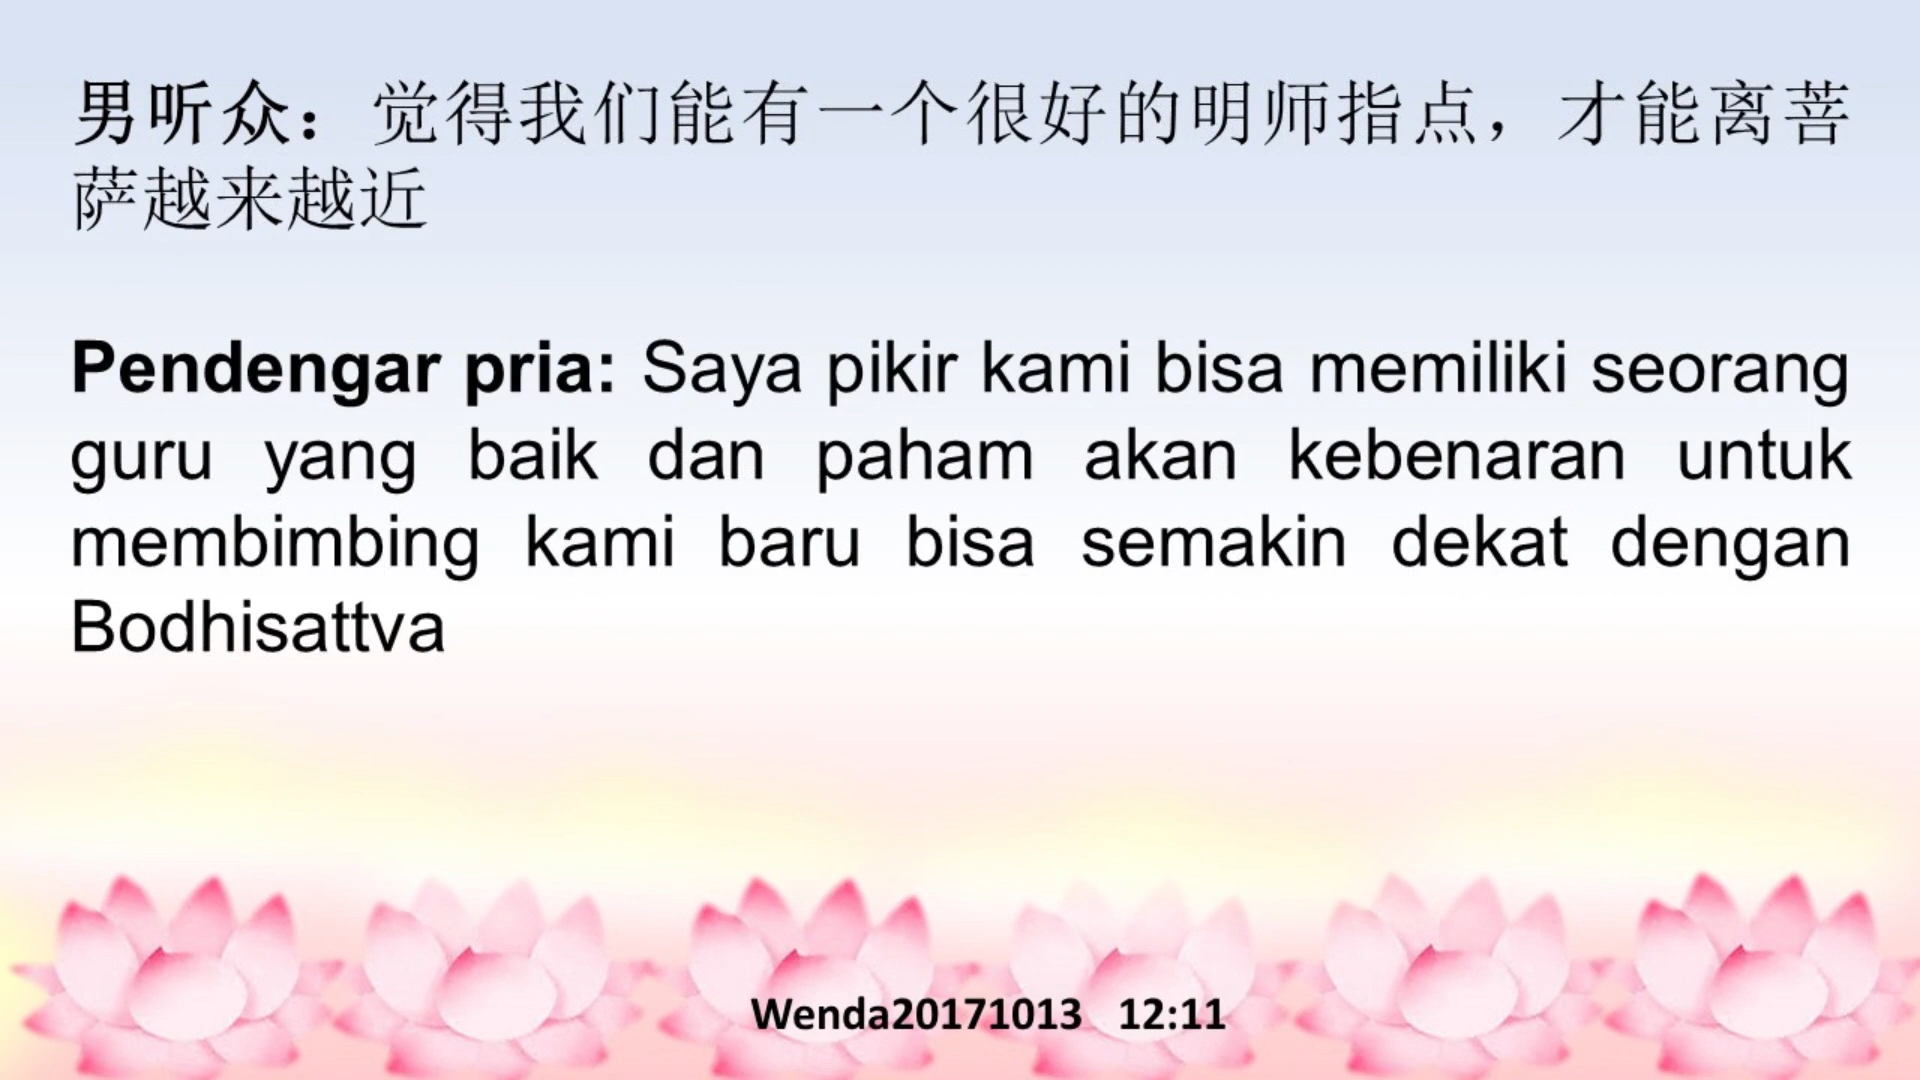 男听众：觉得我们能有一个很好的明师指点，才能离菩
萨越来越近
Pendengar pria: Saya pikir kami bisa memiliki seorang
guru yang baik dan paham akan kebenaran untuk
membimbing kami baru bisa semakin dekat dengan
Bodhisattva
Wenda20171013 12:11